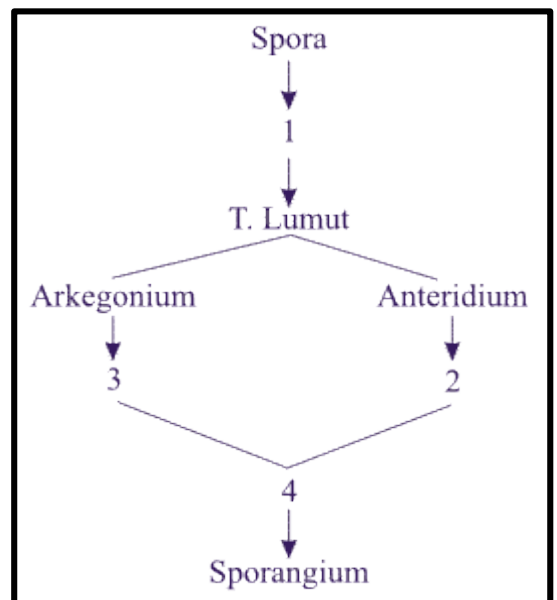 Spora
1
T. Lumut
Arkegonium Anteridium
3 2
4
Sporangium